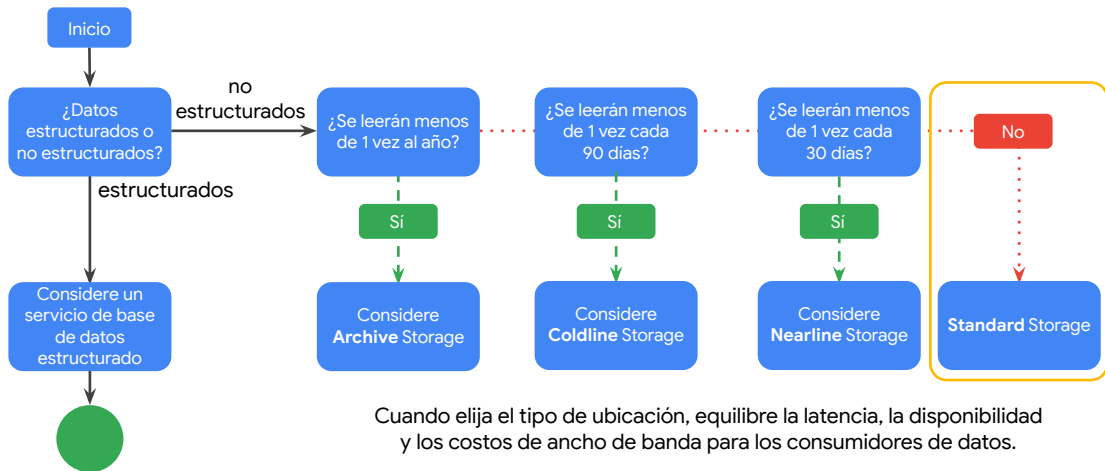 Inicio
¿Datos
estructurados o
no estructurados?
no
estructurados
¿Se leerán menos
de 1 vez al año?
¿Se leerán menos
de 1 vez cada
90 días?
¿Se leerán menos
de 1 vez cada
30 días?
No
estructurados
Sí
Sí
Sí
Considere un
servicio de base
de datos
estructurado
Considere
Archive Storage
Considere
Coldline Storage
Considere
Nearline Storage
Standard Storage
Cuando elija el tipo de ubicación, equilibre la latencia, la disponibilidad
y los costos de ancho de banda para los consumidores de datos.